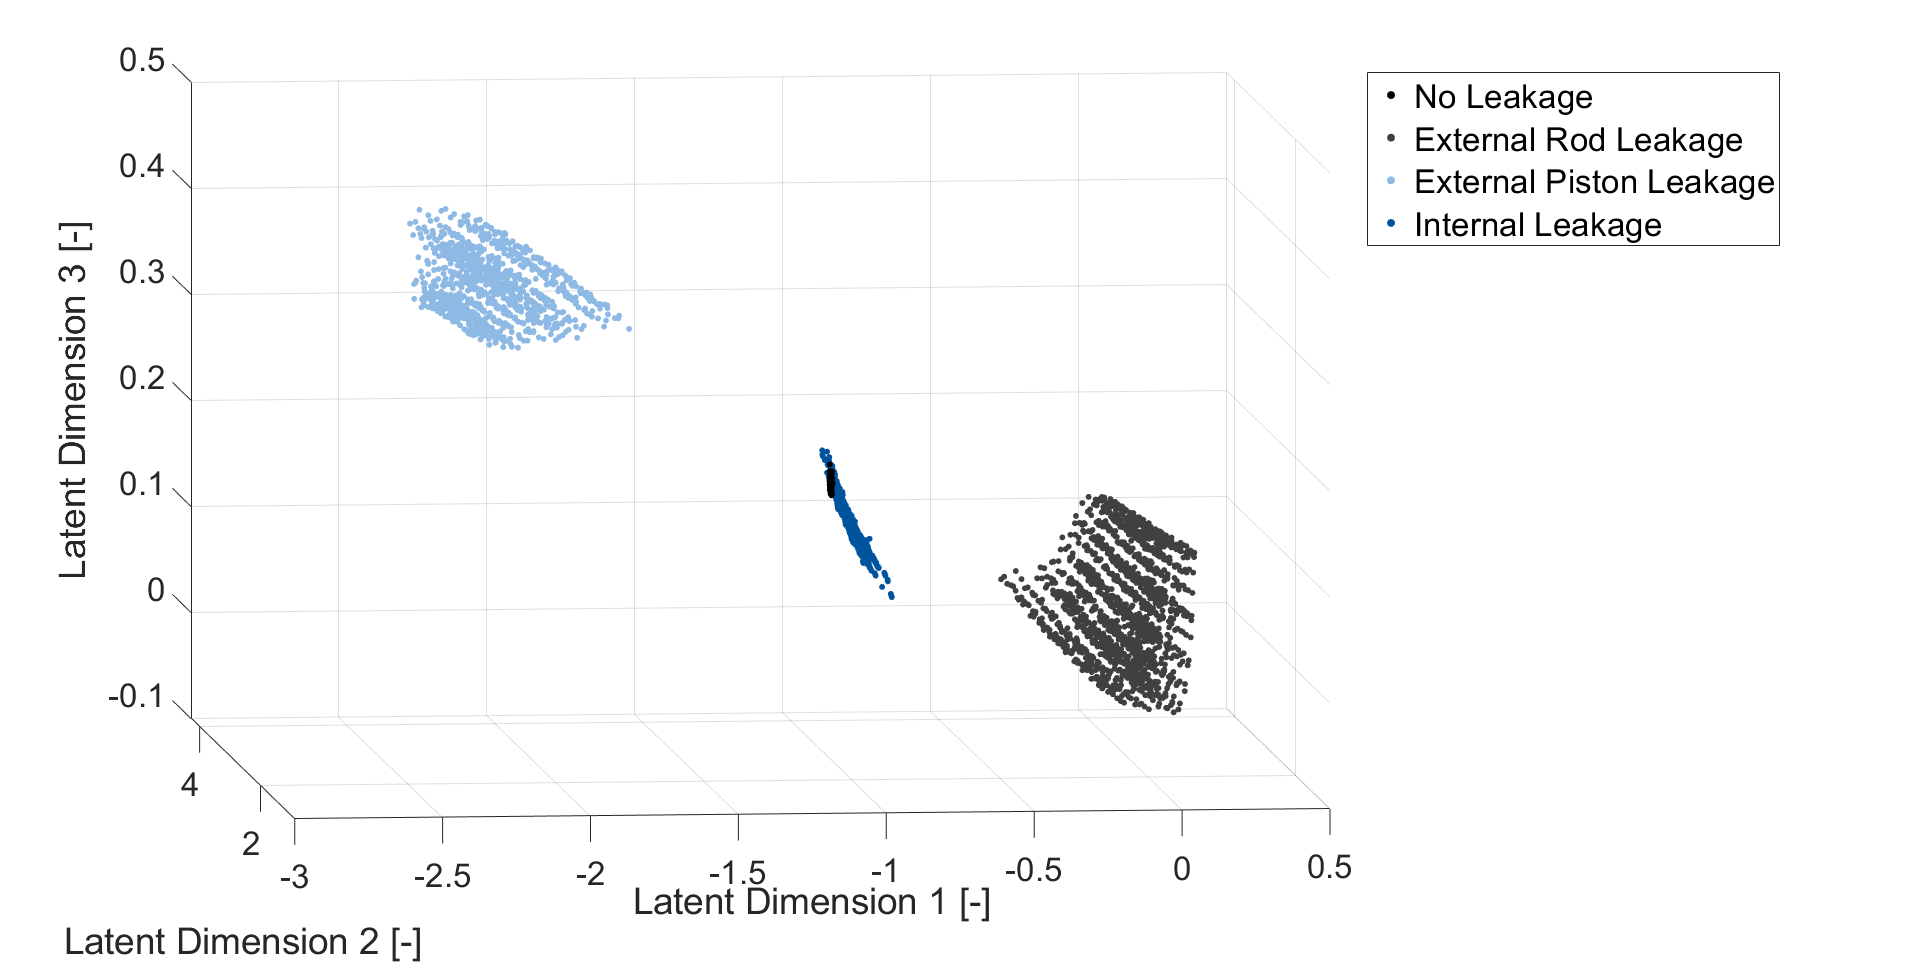 0.5
0.4
0.3
0.2
0.1
0
-0.1
Latent Dimension 3 [-]
4
2
-3
-2.5
-2
-1.5
-1
-0.5
0
0.5
Latent Dimension 1 [-]
Latent Dimension 2 [-]
No Leakage
External Rod Leakage
External Piston Leakage
Internal Leakage